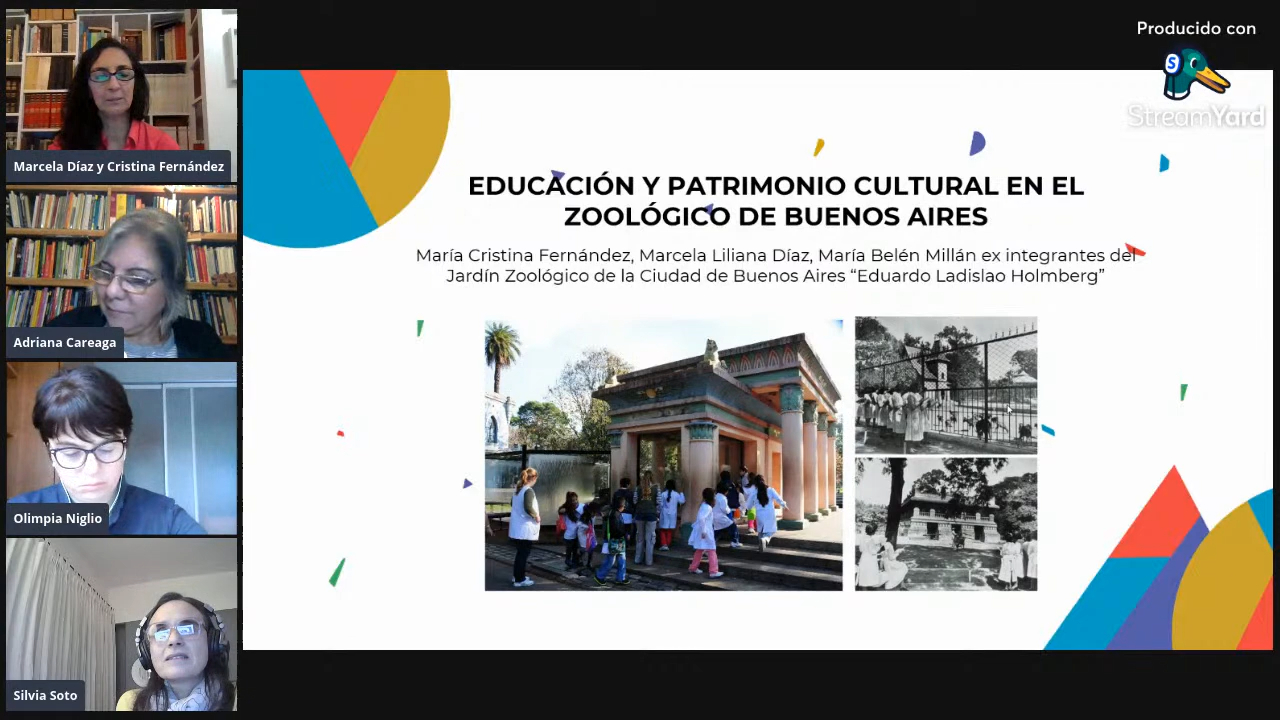 Producido con
S
StreamYard
Marcela Díaz y Cristina Fernández
Adriana Careaga
Olimpia Niglio
Silvia Soto
EDUCACIÓN Y PATRIMONIO CULTURAL EN EL
ZOOLÓGICO DE BUENOS AIRES
María Cristina Fernández, Marcela Liliana Díaz, María Belén Millán ex integrantes del
Jardín Zoológico de la Ciudad de Buenos Aires “Eduardo Ladislao Holmberg”